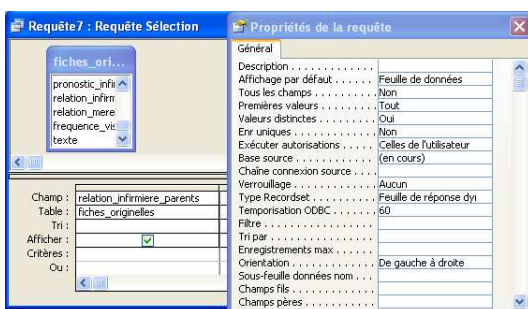 Requête7 : Requête Sélection
fiches_ori...
pronostic_infi
relation_infirm
relation_mere
frequence_vis
texte
Champ : relation_infirmiere_parents
Table : fiches_originelles
Tri :
Afficher :
Critères :
Ou :
Propriétés de la requête
Général
Description . . . . . . . . . . . . .
Affichage par défaut . . . . . . Feuille de données
Tous les champs . . . . . . . . Non
Premières valeurs . . . . . . . Tout
Valeurs distinctes . . . . . . . Oui
Enr uniques . . . . . . . . . . . Non
Exécuter autorisations . . . . . Celles de l'utilisateur
Base source . . . . . . . . . . . (en cours)
Chaîne connexion source . . . .
Verrouillage . . . . . . . . . . . Aucun
Type Recordset . . . . . . . . . Feuille de réponse dyi
Temporisation ODBC . . . . . . . 60
Filtre . . . . . . . . . . . . . . .
Tri par . . . . . . . . . . . . . .
Enregistrements max . . . . . .
Orientation . . . . . . . . . . . De gauche à droite
Sous-feuille données nom . . .
Champs fils . . . . . . . . . . .
Champs pères . . . . . . . . . .